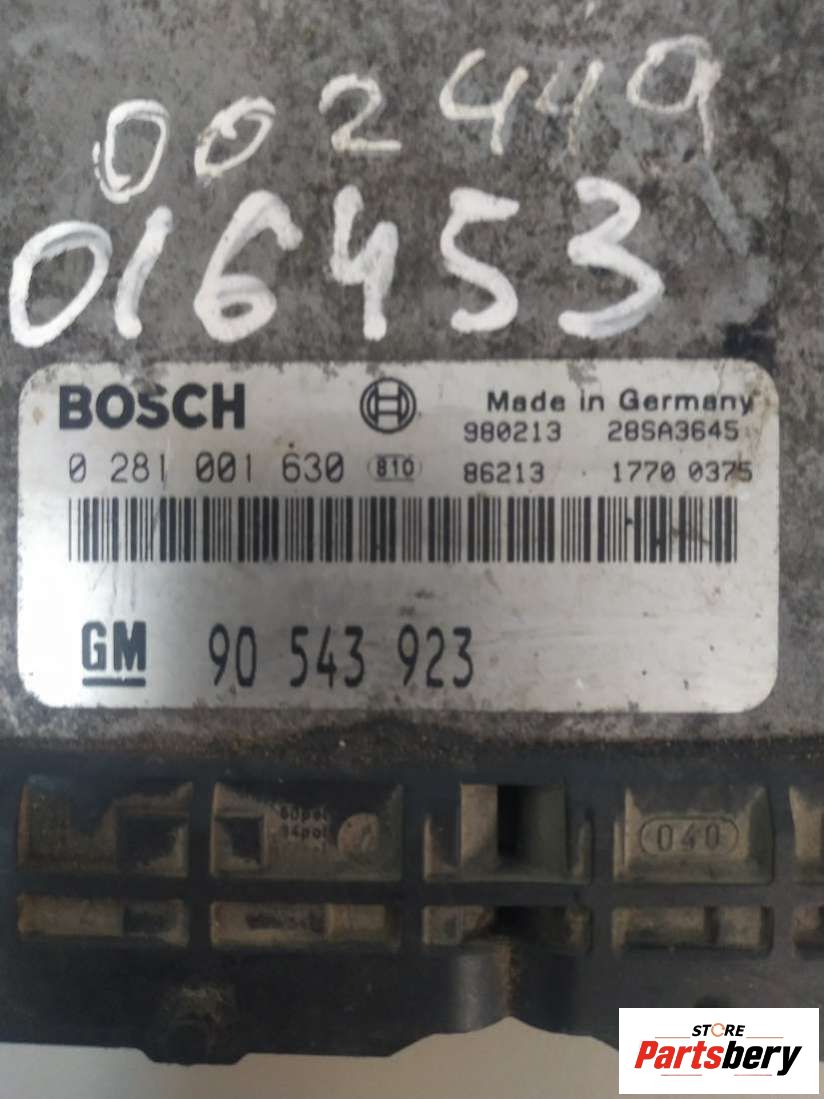 002449
016453
BOSCH Made in Germany
980213 28SA3645
0 281 001 630 810 86213 1770 0375
GM 90 543 923
040
STORE
Partsbery